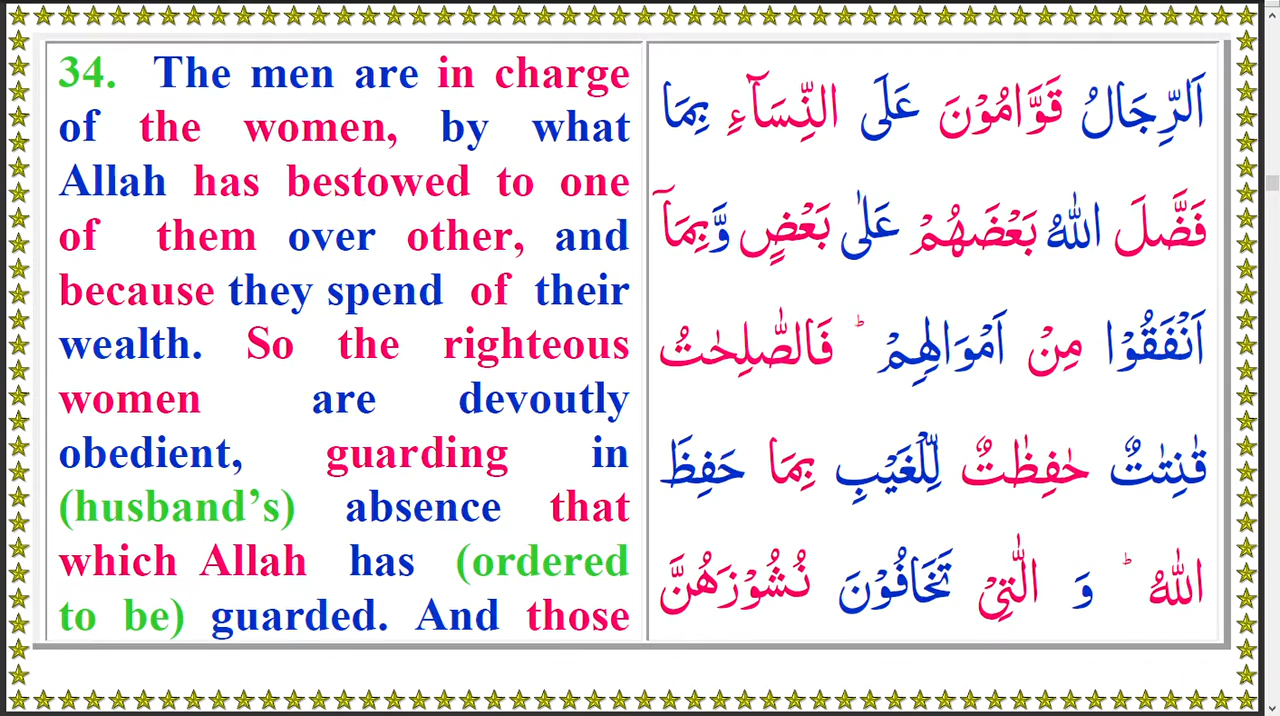 34. The men are in charge
of the women, by what
Allah has bestowed to one
of them over other, and
because they spend of their
wealth. So the righteous
women are devoutly
obedient, guarding in
(husband’s) absence that
which Allah has (ordered
to be) guarded. And those
اَلرِّجَالُ قَوَّامُوْنَ عَلَى النِّسَآءِ بِمَا
فَضَّلَ اللّٰهُ بَعْضَهُمْ عَلٰى بَعْضٍ وَّبِمَآ
اَنْفَقُوْا مِنْ اَمْوَالِهِمْ ؕ فَالصّٰلِحٰتُ
قٰنِتٰتٌ حٰفِظٰتٌ لِّلْغَيْبِ بِمَا حَفِظَ
اللّٰهُ ؕ وَ الّٰتِيْ تَخَافُوْنَ نُشُوْزَهُنَّ